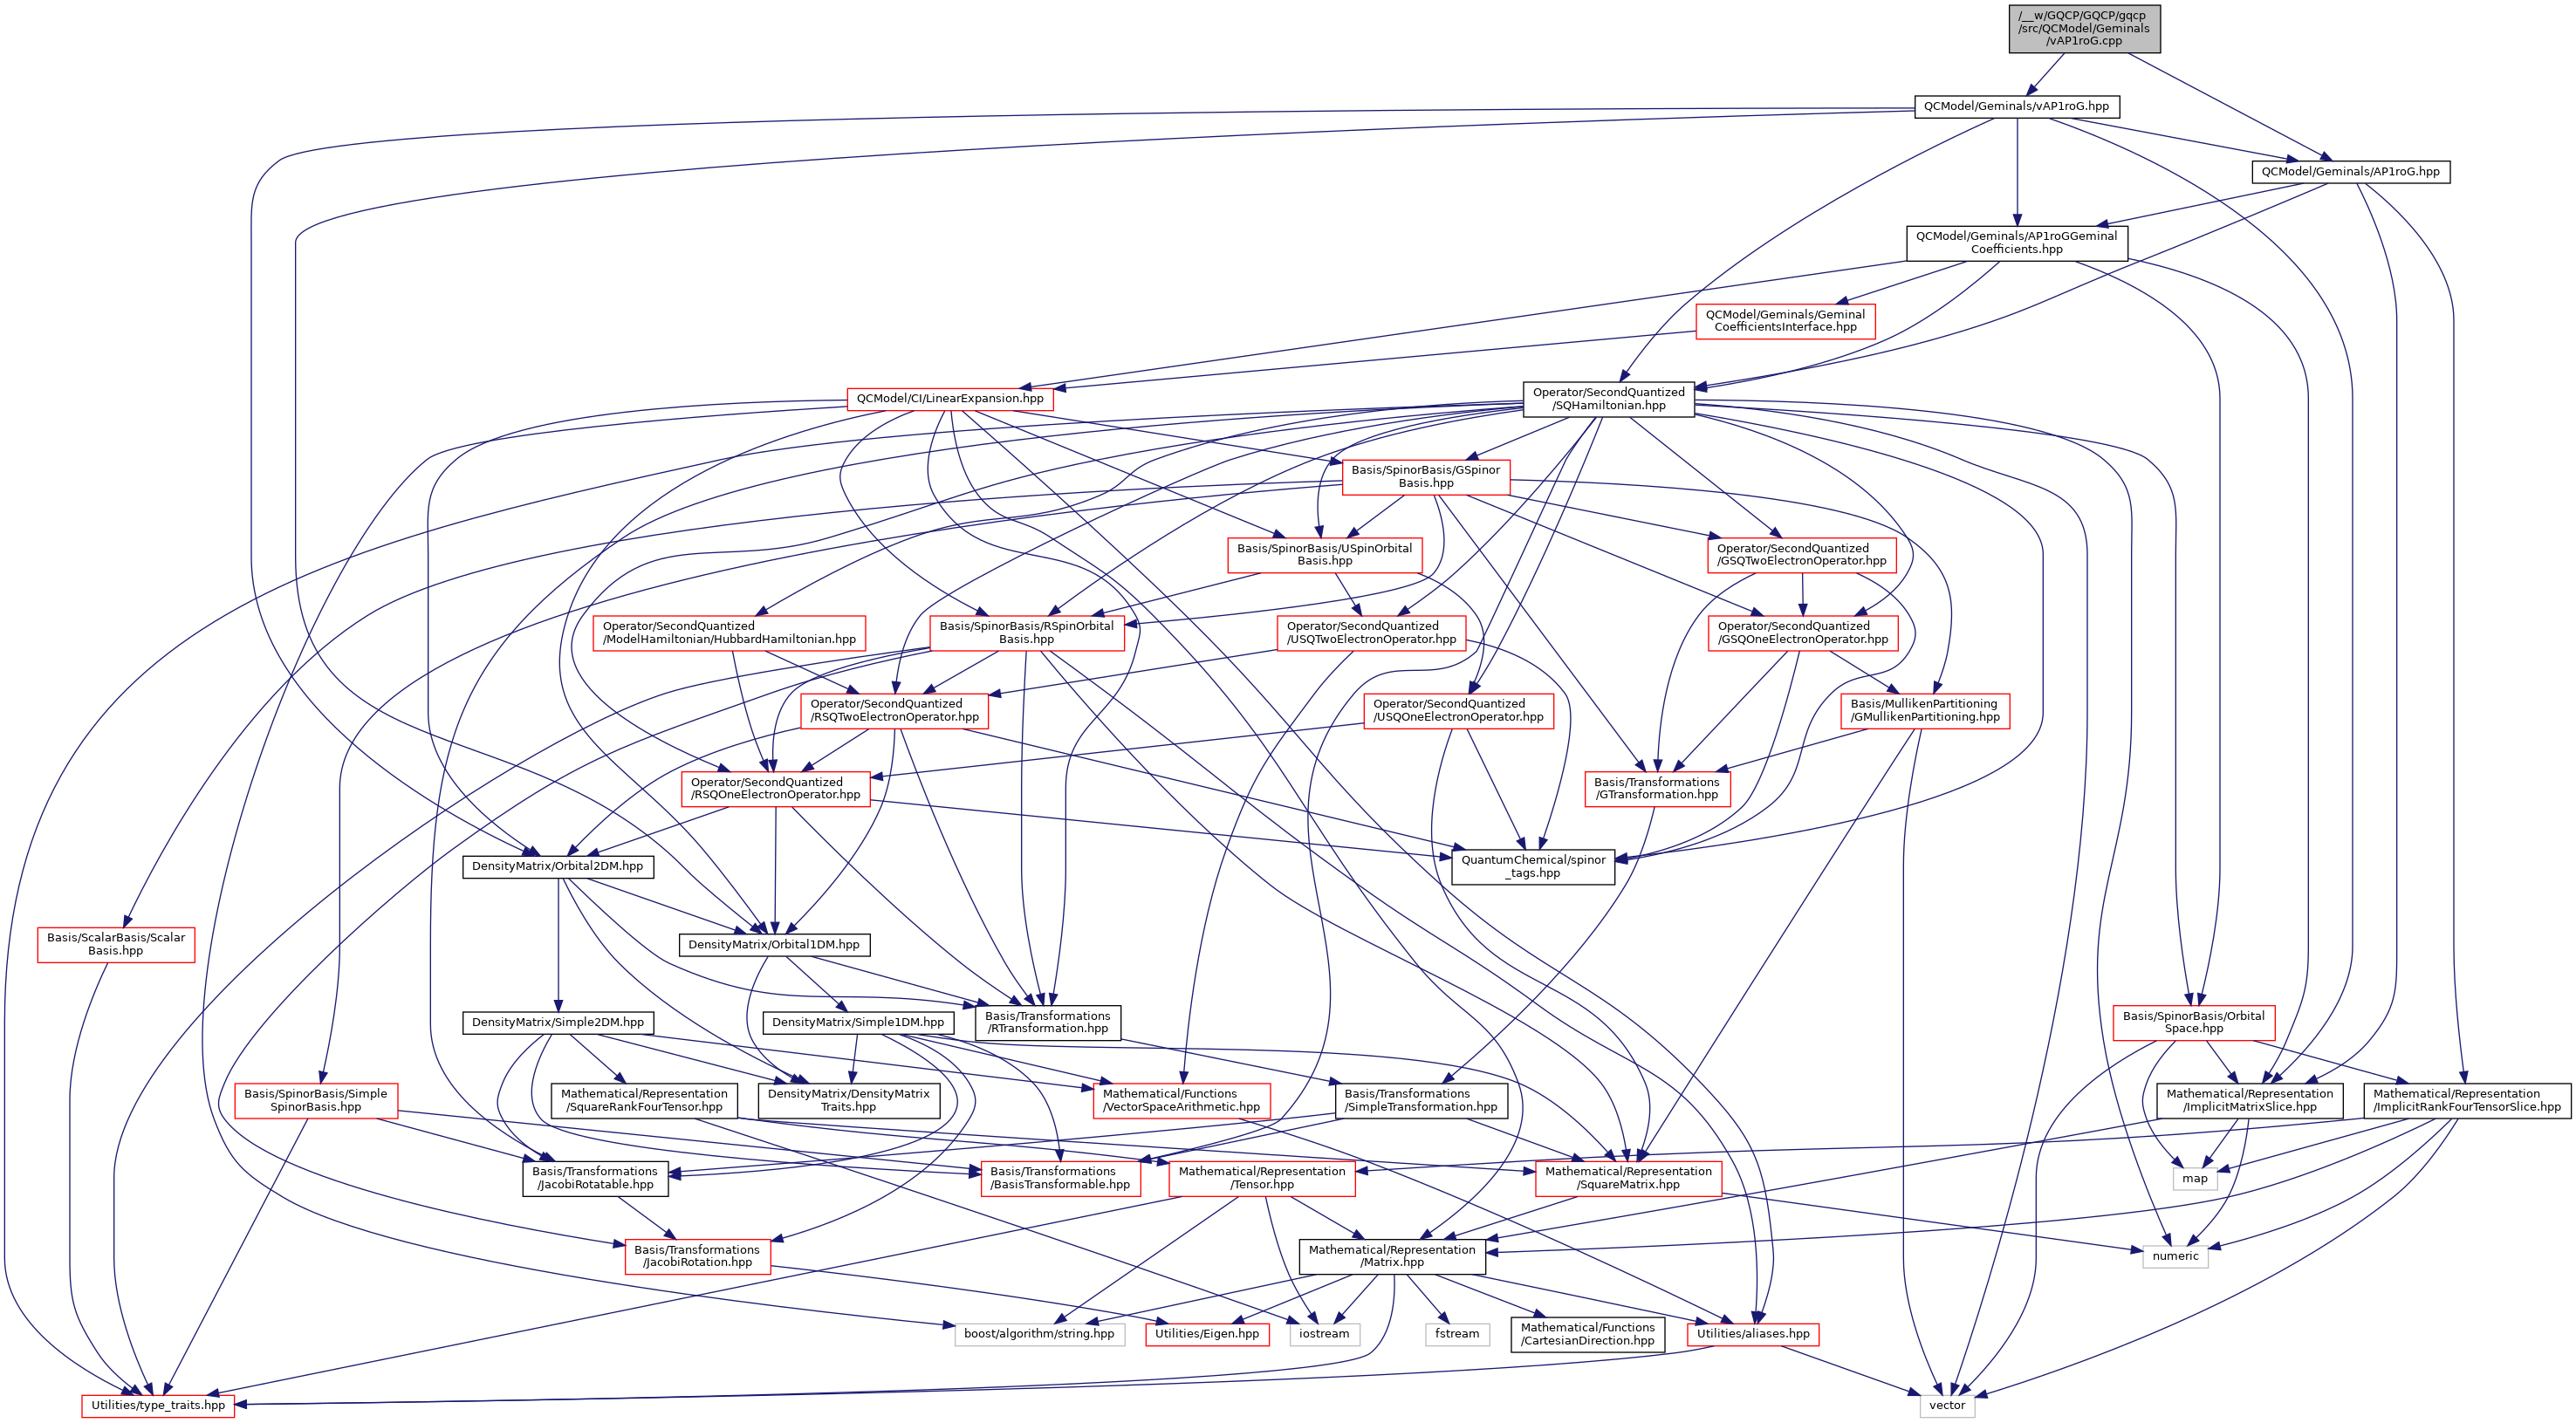 /__w/GQCP/GQCP/gqcp
/src/QCModel/Geminals
/vAP1roG.cpp
QCModel/Geminals/vAP1roG.hpp
QCModel/Geminals/AP1roG.hpp
QCModel/Geminals/AP1roGGeminal
Coefficients.hpp
QCModel/Geminals/Geminal
CoefficientsInterface.hpp
QCModel/CI/LinearExpansion.hpp
Operator/SecondQuantized
/SQHamiltonian.hpp
Basis/SpinorBasis/GSpinor
Basis.hpp
Basis/SpinorBasis/USpinOrbital
Basis.hpp
Operator/SecondQuantized
/GSQTwoElectronOperator.hpp
Operator/SecondQuantized
/ModelHamiltonian/HubbardHamiltonian.hpp
Basis/SpinorBasis/RSpinOrbital
Basis.hpp
Operator/SecondQuantized
/USQTwoElectronOperator.hpp
Operator/SecondQuantized
/GSQOneElectronOperator.hpp
Operator/SecondQuantized
/RSQTwoElectronOperator.hpp
Operator/SecondQuantized
/USQOneElectronOperator.hpp
Basis/MullikenPartitioning
/GMullikenPartitioning.hpp
Operator/SecondQuantized
/RSQOneElectronOperator.hpp
Basis/Transformations
/GTransformation.hpp
DensityMatrix/Orbital2DM.hpp
QuantumChemical/spinor
_tags.hpp
Basis/ScalarBasis/Scalar
Basis.hpp
DensityMatrix/Orbital1DM.hpp
DensityMatrix/Simple2DM.hpp
DensityMatrix/Simple1DM.hpp
Basis/Transformations
/RTransformation.hpp
Basis/SpinorBasis/Orbital
Space.hpp
Basis/SpinorBasis/Simple
SpinorBasis.hpp
Mathematical/Representation
/SquareRankFourTensor.hpp
DensityMatrix/DensityMatrix
Traits.hpp
Mathematical/Functions
/VectorSpaceArithmetic.hpp
Basis/Transformations
/SimpleTransformation.hpp
Mathematical/Representation
/ImplicitMatrixSlice.hpp
Mathematical/Representation
/ImplicitRankFourTensorSlice.hpp
Basis/Transformations
/JacobiRotatable.hpp
Basis/Transformations
/BasisTransformable.hpp
Mathematical/Representation
/Tensor.hpp
Mathematical/Representation
/SquareMatrix.hpp
map
Basis/Transformations
/JacobiRotation.hpp
Mathematical/Representation
/Matrix.hpp
numeric
boost/algorithm/string.hpp
Utilities/Eigen.hpp
iostream
fstream
Mathematical/Functions
/CartesianDirection.hpp
Utilities/aliases.hpp
Utilities/type_traits.hpp
vector